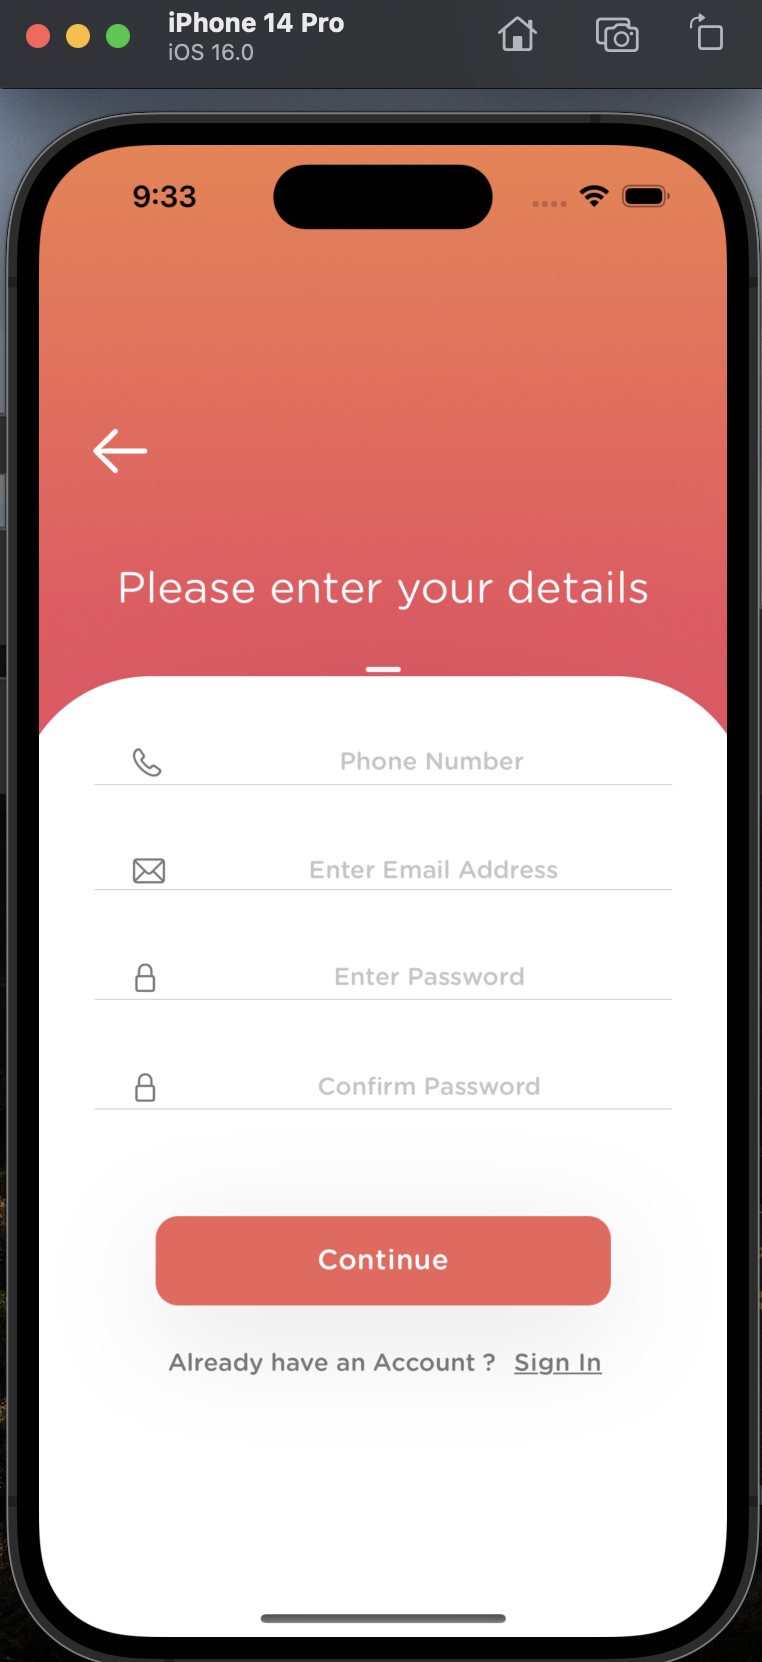 iPhone 14 Pro
iOS 16.0
9:33
Please enter your details
Phone Number
Enter Email Address
Enter Password
Confirm Password
Continue
Already have an Account ? Sign In